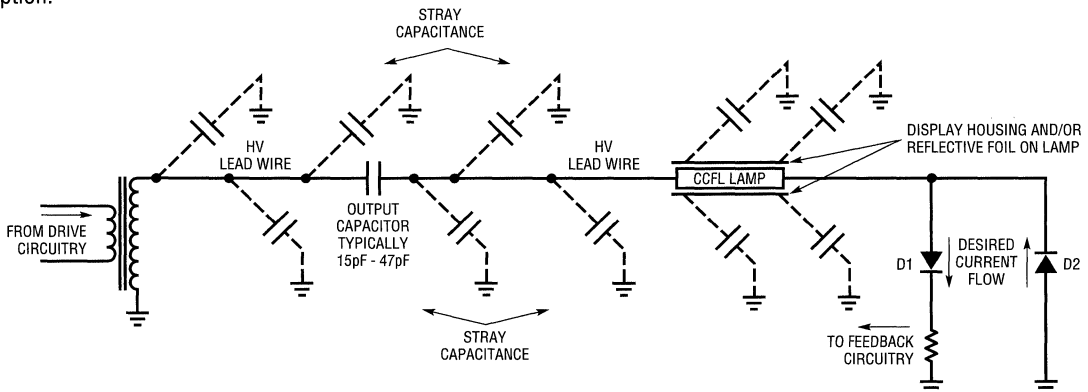 ption.
STRAY
CAPACITANCE
HV
LEAD WIRE
HV
LEAD WIRE
DISPLAY HOUSING AND/OR
REFLECTIVE FOIL ON LAMP
CCFL LAMP
FROM DRIVE
CIRCUITRY
OUTPUT
CAPACITOR
TYPICALLY
15pF - 47pF
D1
DESIRED
CURRENT
FLOW
D2
STRAY
CAPACITANCE
TO FEEDBACK
CIRCUITRY